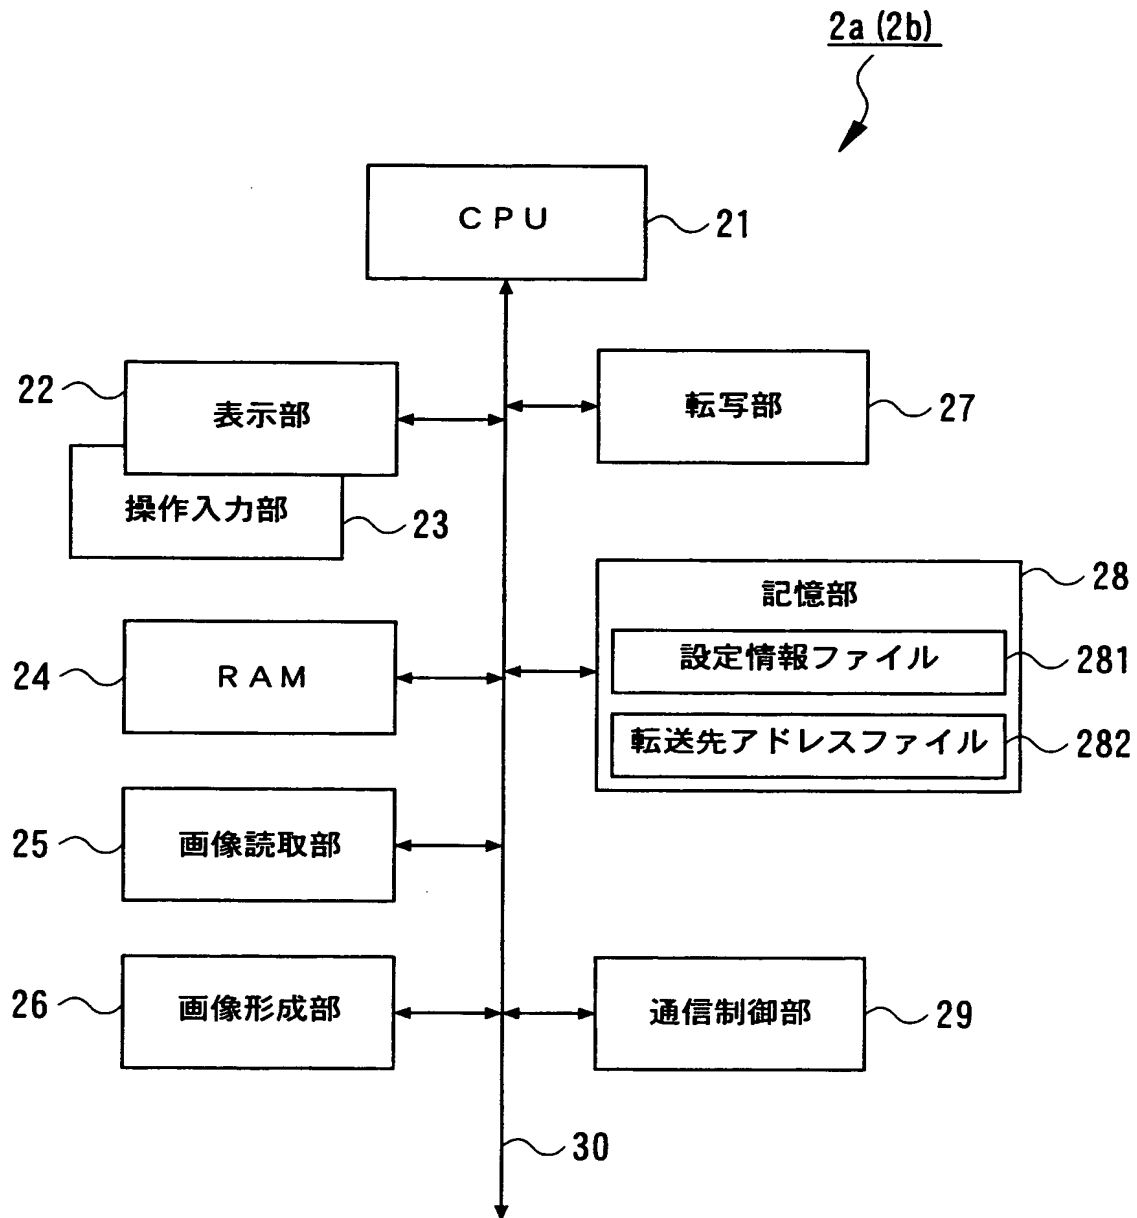 2a (2b)
CPU
21
22
表示部
転写部
27
操作入力部
23
28
記憶部
設定情報ファイル
281
24
RAM
転送先アドレスファイル
282
25
画像読取部
26
画像形成部
通信制御部
29
30